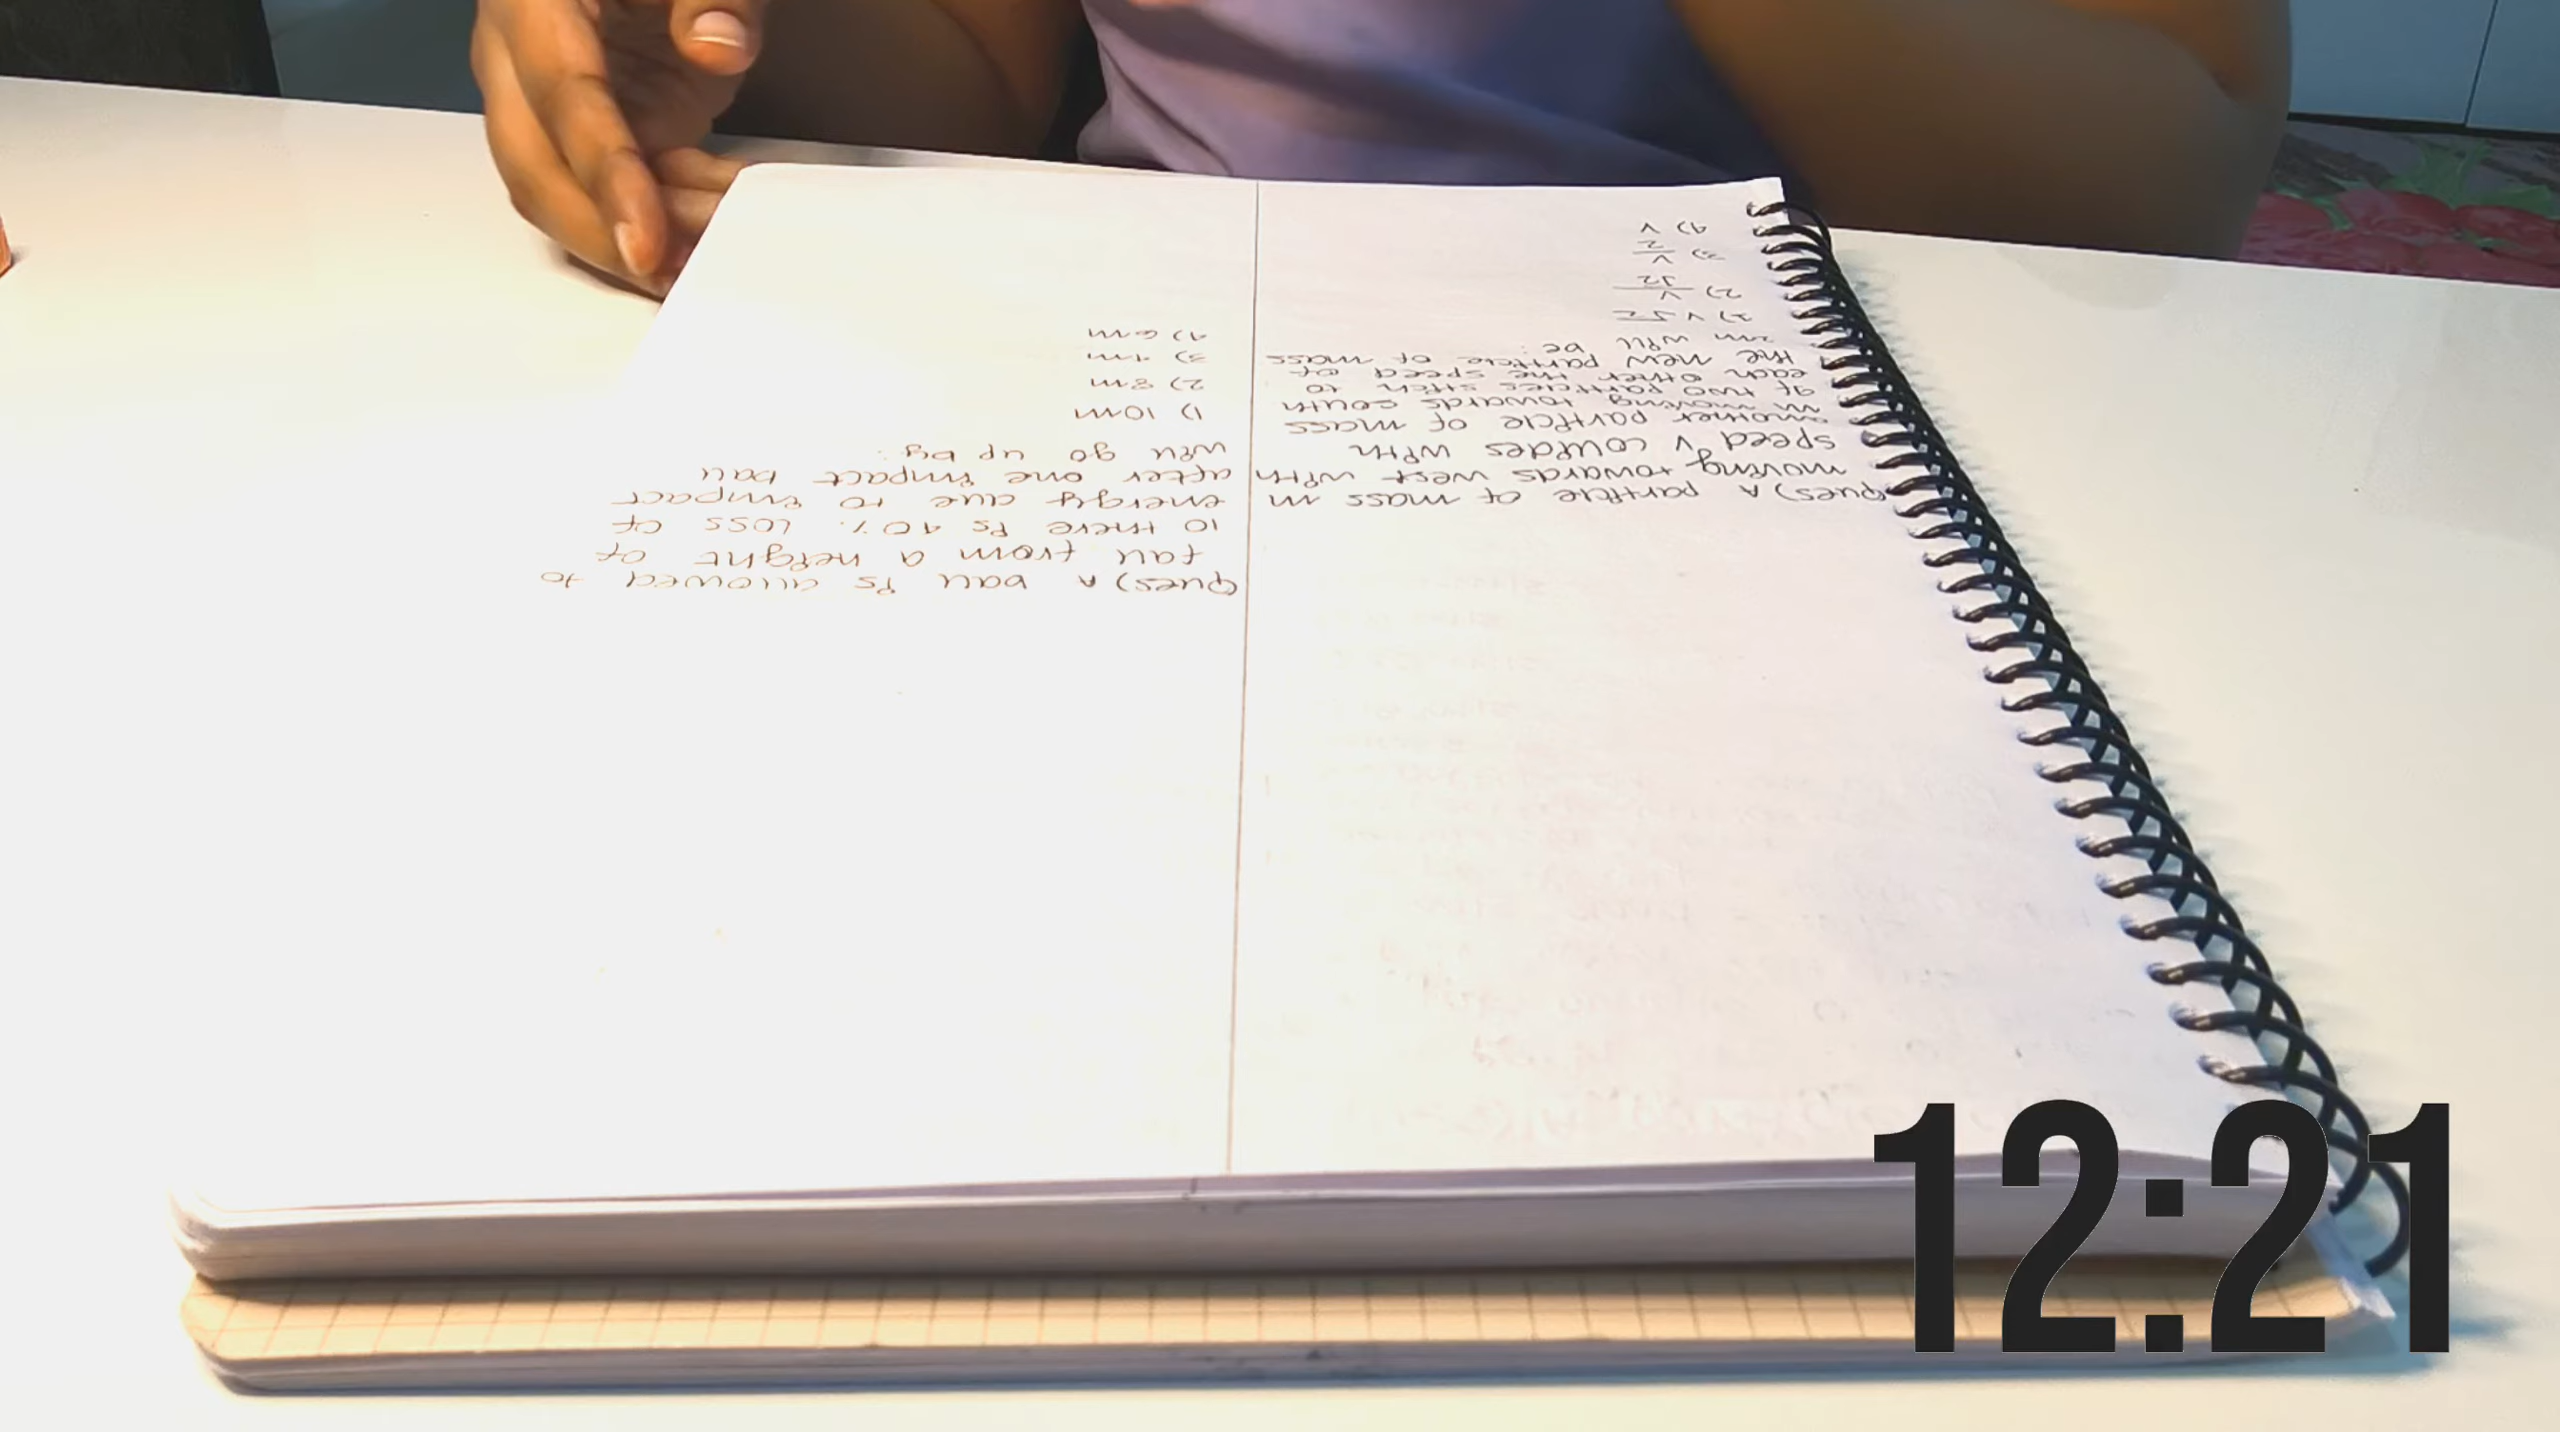 Ques) A particle of mass m
moving towards west with
speed v collides with
another particle of mass
m moving towards south
if two particles stich to
each other the speed of
the new particle of mass
2m will be:
1) v√2
2) v/√2
3) v/2
4) v
Ques) A ball is allowed to
fall from a height of
10 there is 40% loss of
energy due to impact
after one impact ball
will go up by:
1) 10m
2) 8m
3) 4m
4) 6m
12:21